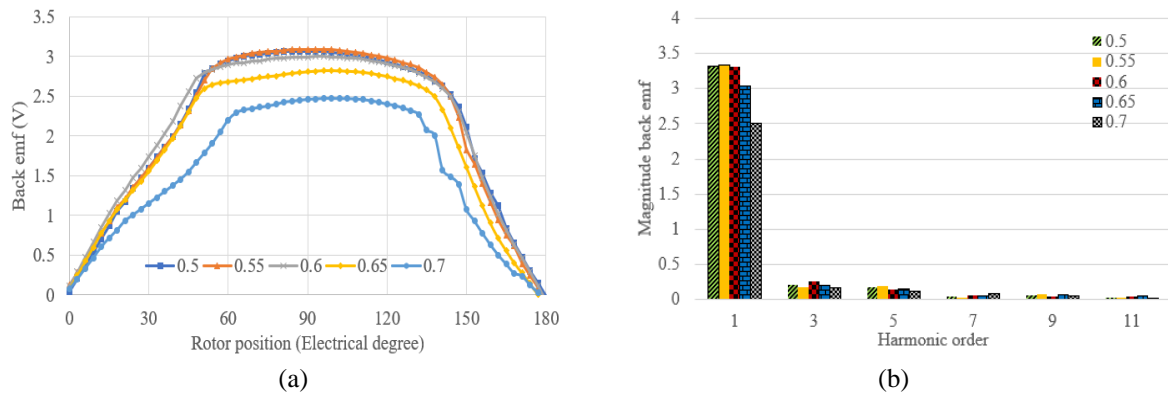 3.5
3
2.5
2
1.5
1
0.5
0
Back emf (V)
0.5 0.55 0.6 0.65 0.7
0 30 60 90 120 150 180
Rotor position (Electrical degree)
(a)
4
3.5
3
2.5
2
1.5
1
0.5
0
Magnitude back emf
0.5
0.55
0.6
0.65
0.7
1 3 5 7 9 11
Harmonic order
(b)